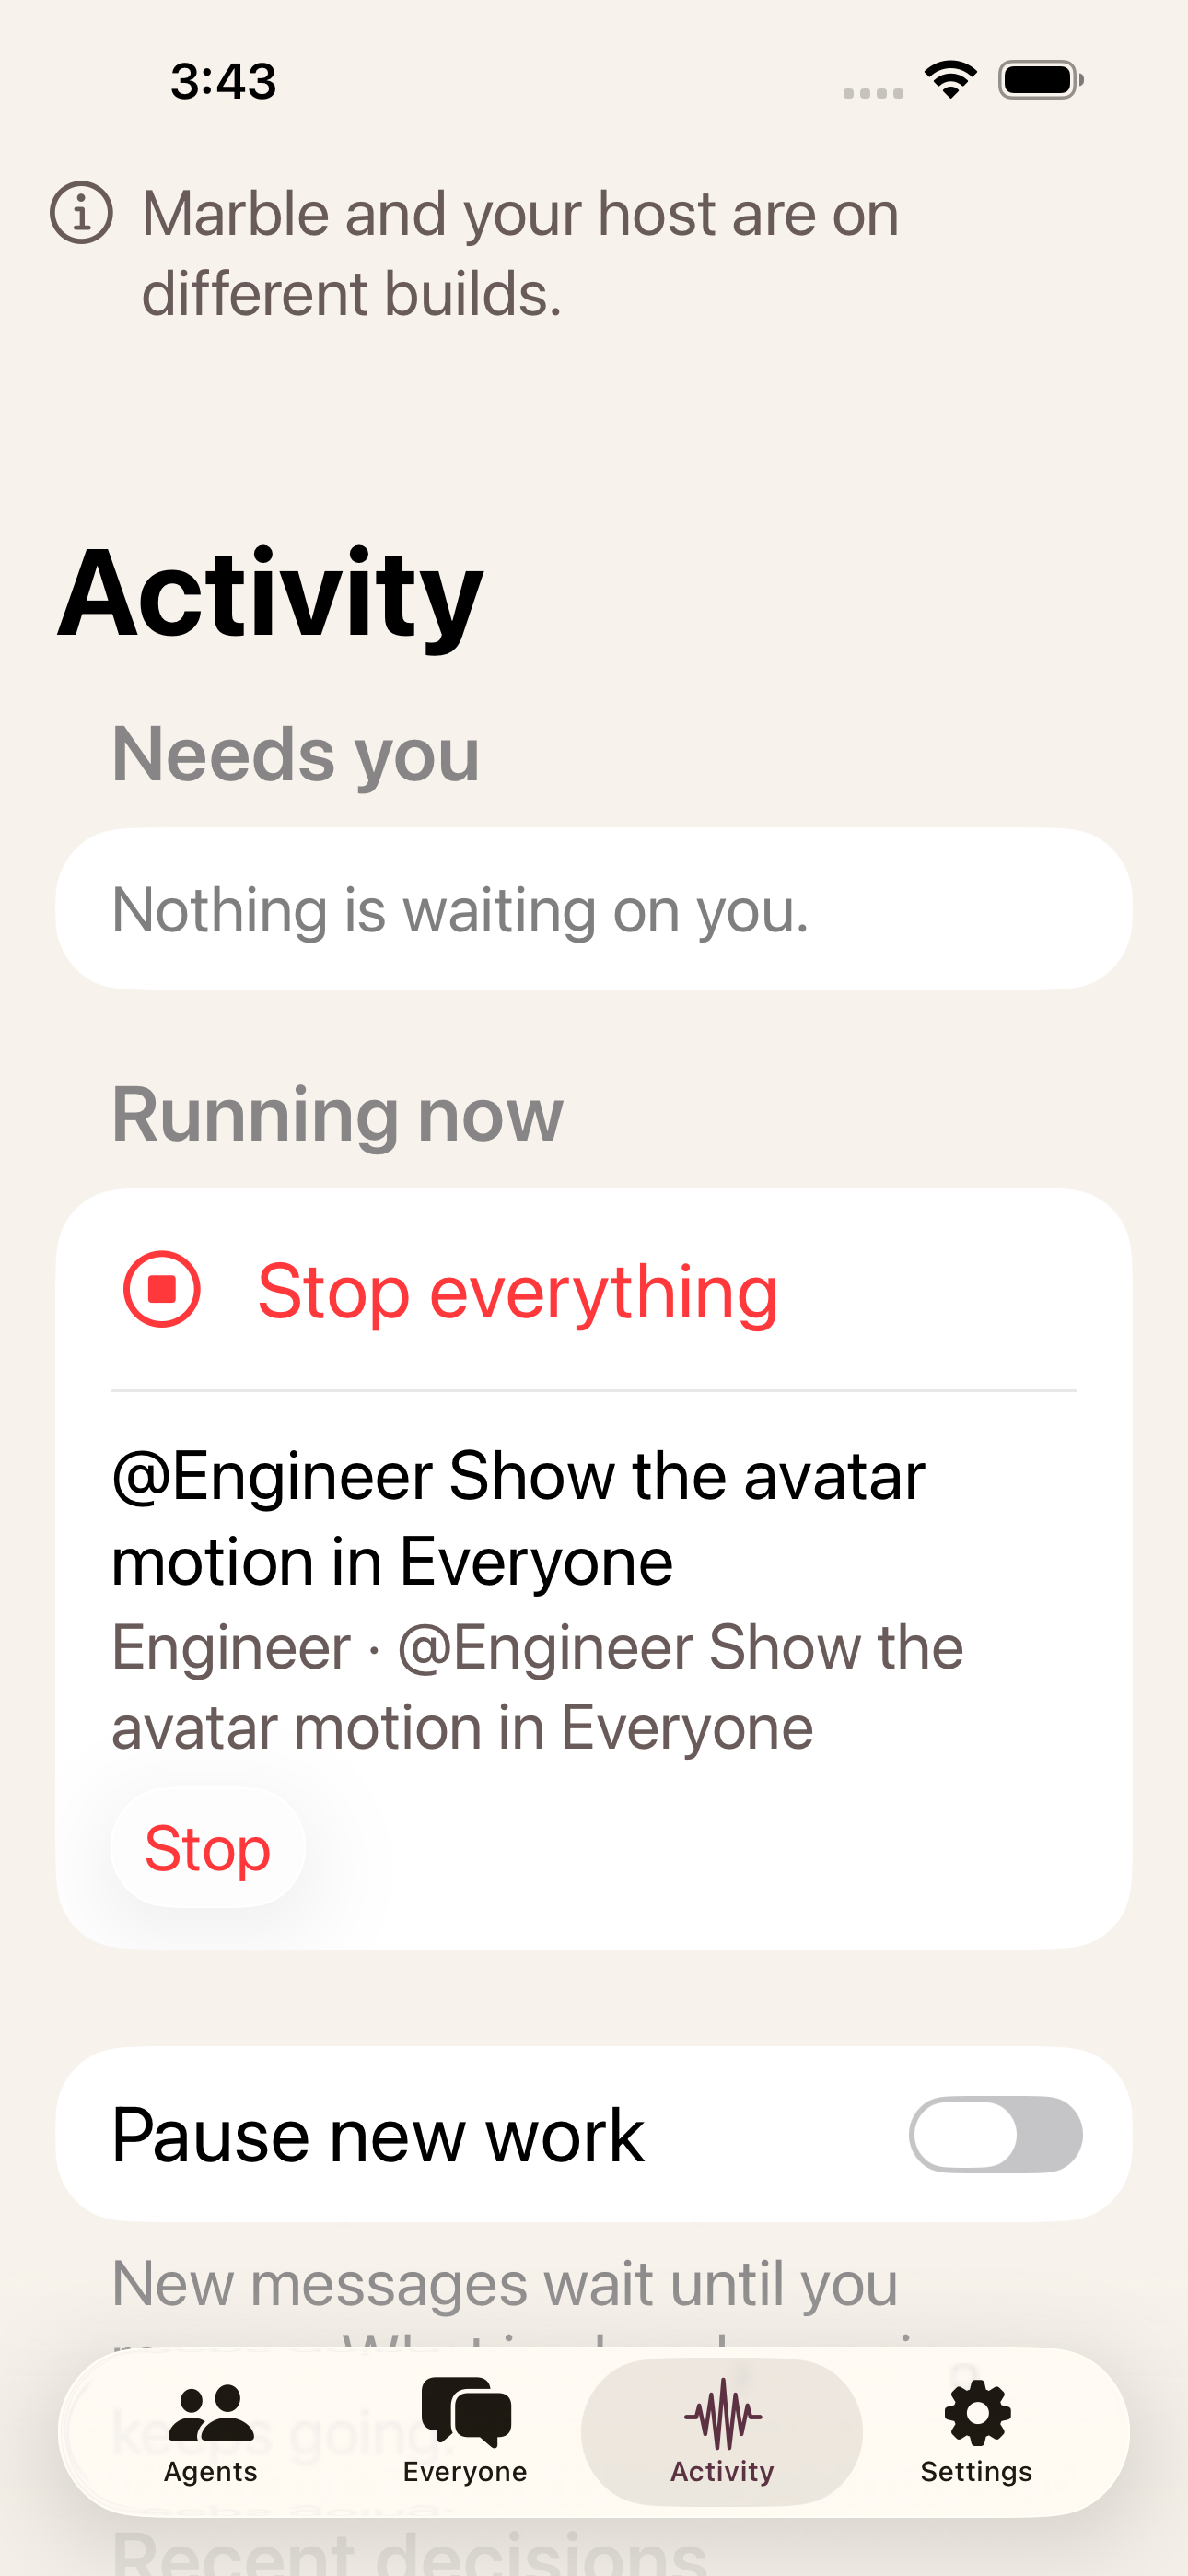 3:43
Marble and your host are on
different builds.
Activity
Needs you
Nothing is waiting on you.
Running now
Stop everything
@Engineer Show the avatar
motion in Everyone
Engineer · @Engineer Show the
avatar motion in Everyone
Stop
Pause new work
New messages wait until you
keeps going.
Agents
Everyone
Activity
Settings
Recent decisions